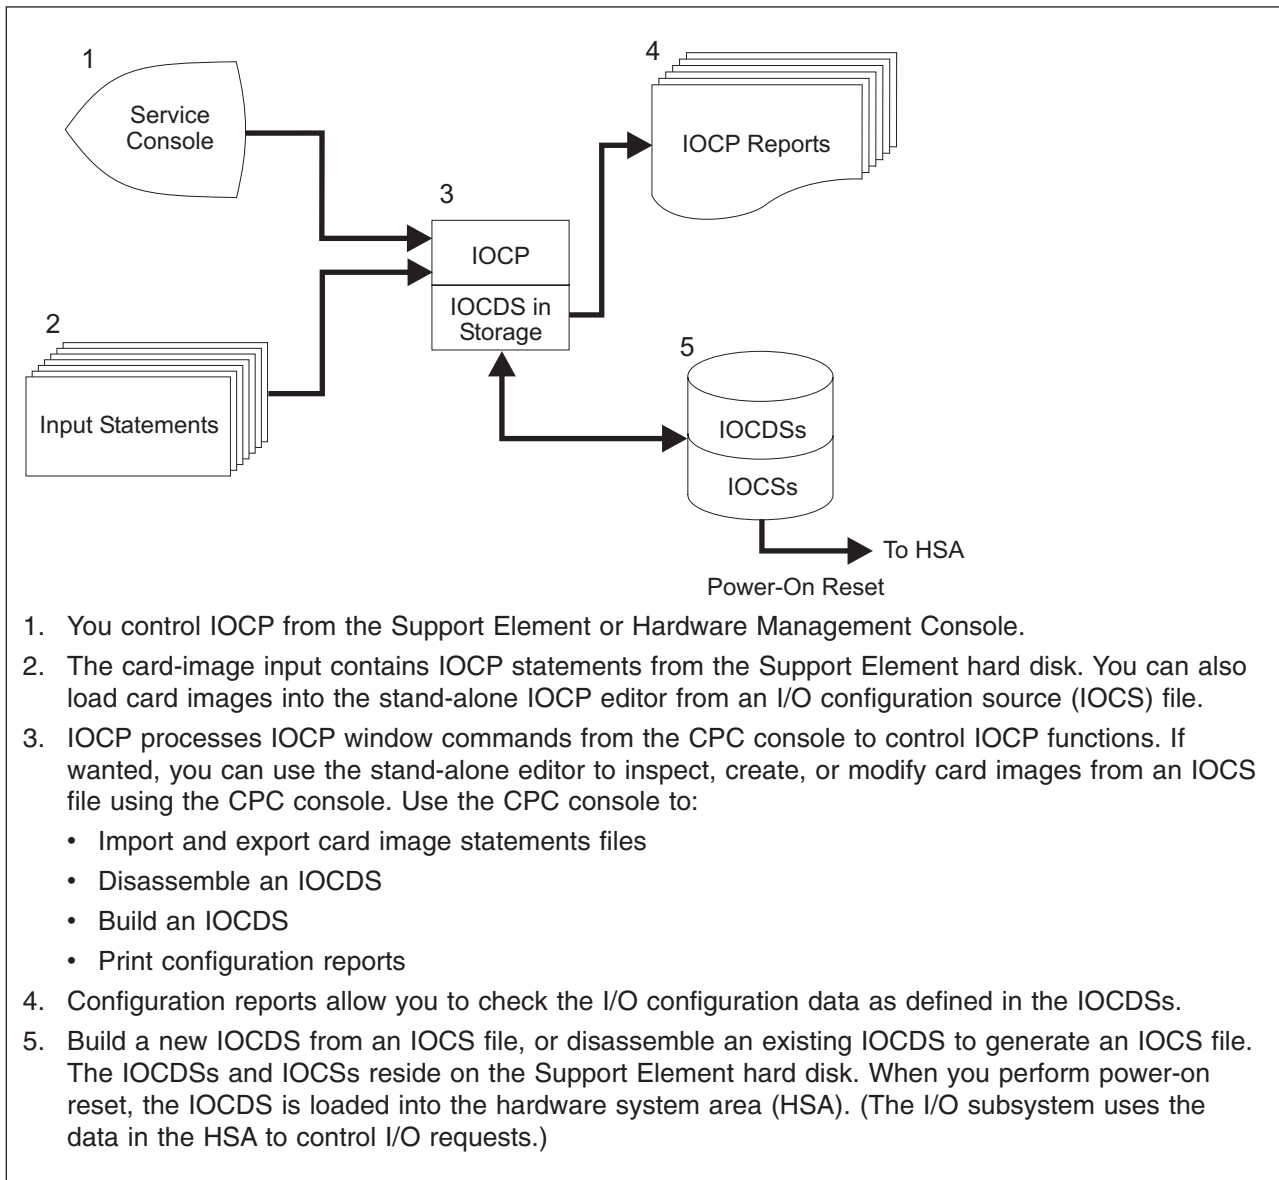 1
Service
Console
4
IOCP Reports
3
IOCP
IOCDS in
Storage
2
Input Statements
5
IOCDSs
IOCSs
To HSA
Power-On Reset
1. You control IOCP from the Support Element or Hardware Management Console.
2. The card-image input contains IOCP statements from the Support Element hard disk. You can also
load card images into the stand-alone IOCP editor from an I/O configuration source (IOCS) file.
3. IOCP processes IOCP window commands from the CPC console to control IOCP functions. If
wanted, you can use the stand-alone editor to inspect, create, or modify card images from an IOCS
file using the CPC console. Use the CPC console to:
• Import and export card image statements files
• Disassemble an IOCDS
• Build an IOCDS
• Print configuration reports
4. Configuration reports allow you to check the I/O configuration data as defined in the IOCDSs.
5. Build a new IOCDS from an IOCS file, or disassemble an existing IOCDS to generate an IOCS file.
The IOCDSs and IOCSs reside on the Support Element hard disk. When you perform power-on
reset, the IOCDS is loaded into the hardware system area (HSA). (The I/O subsystem uses the
data in the HSA to control I/O requests.)